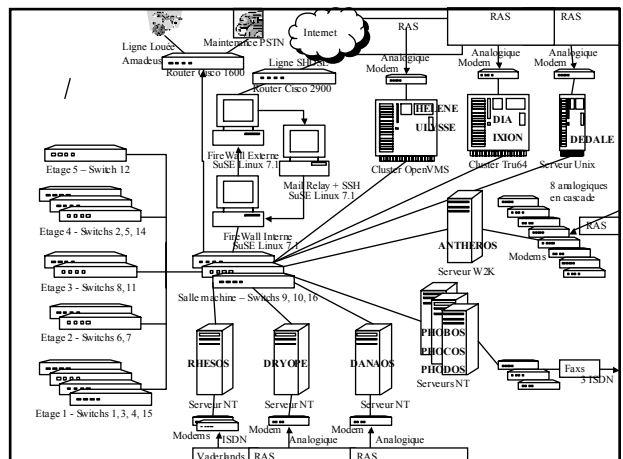 RAS
RAS
RAS
Internet
Ligne Louée
Amadeus
Maintenance PSTN
Ligne SHDSL
Router Cisco 1600
Router Cisco 2900
Analogique
Modem
Analogique
Modem
Analogique
Modem
HELENE
ULYSSE
DIA
IXION
DEDALE
Cluster OpenVMS
Cluster Tru64
Serveur Unix
FireWall Externe
SuSE Linux 7.1
Mail Relay + SSH
SuSE Linux 7.1
FireWall Interne
SuSE Linux 7.1
Etage 5 – Switch 12
Etage 4 - Switchs 2, 5, 14
Etage 3 - Switchs 8, 11
Etage 2 - Switchs 6, 7
Etage 1 - Switchs 1, 3, 4, 15
Salle machine – Switchs 9, 10, 16
8 analogiques
en cascade
RAS
Modems
ANTHEROS
Serveur W2K
PHOBOS
PHOCOS
PHODOS
Serveurs NT
Faxs
3 ISDN
RHESOS
DRYOPE
DANAOS
Serveur NT
Serveur NT
Serveur NT
Modems
ISDN
Modem
Analogique
Modem
Analogique
Vaderlands
RAS
RAS